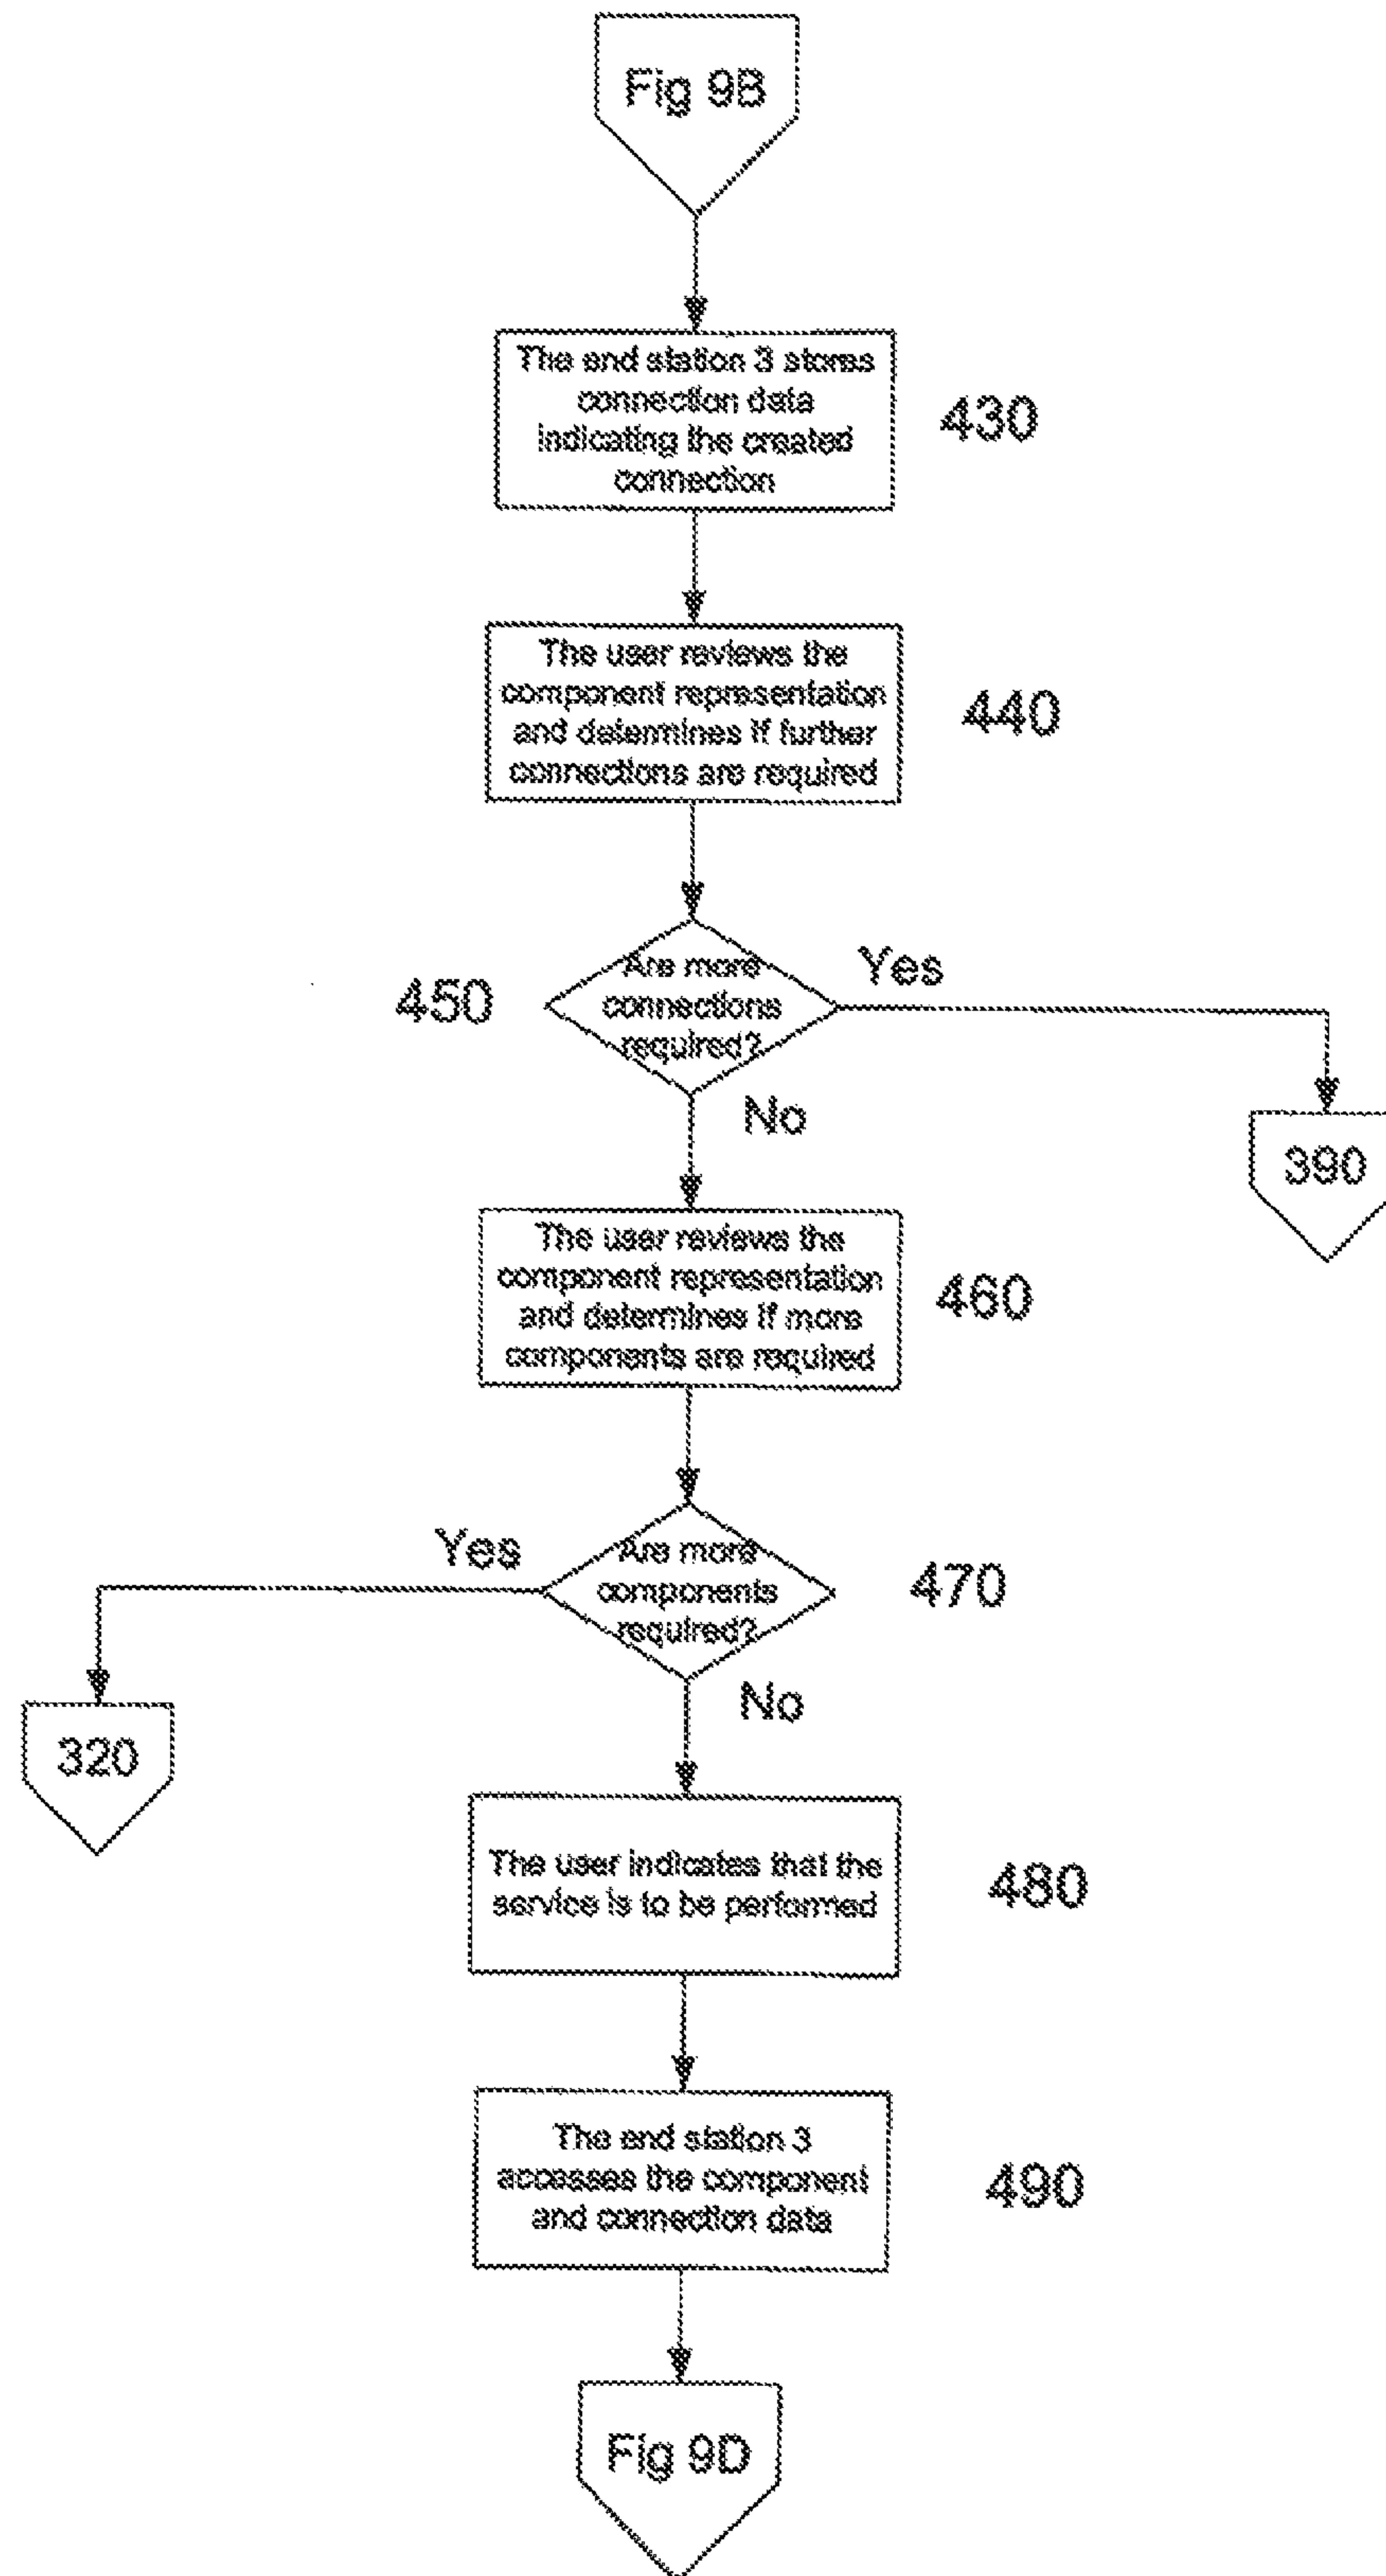 Fig 9B
The end station 3 stores
connection data
indicating the created
connection
430
The user reviews the
component representation
and determines if further
connections are required
440
450
Are more
connections
required?
Yes
No
390
The user reviews the
component representation
and determines if more
components are required
460
Yes
Are more
components
required?
470
No
320
The user indicates that the
service is to be performed
480
The end station 3
accesses the component
and connection data
490
Fig 9D